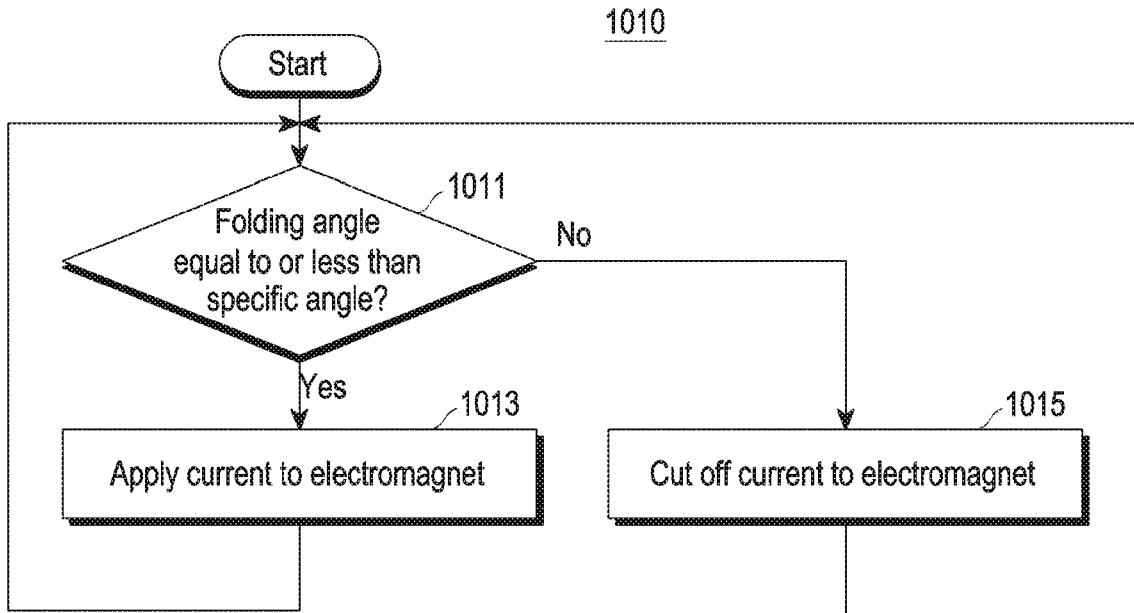 1010
Start
1011
Folding angle
equal to or less than
specific angle?
No
Yes
1013
Apply current to electromagnet
1015
Cut off current to electromagnet